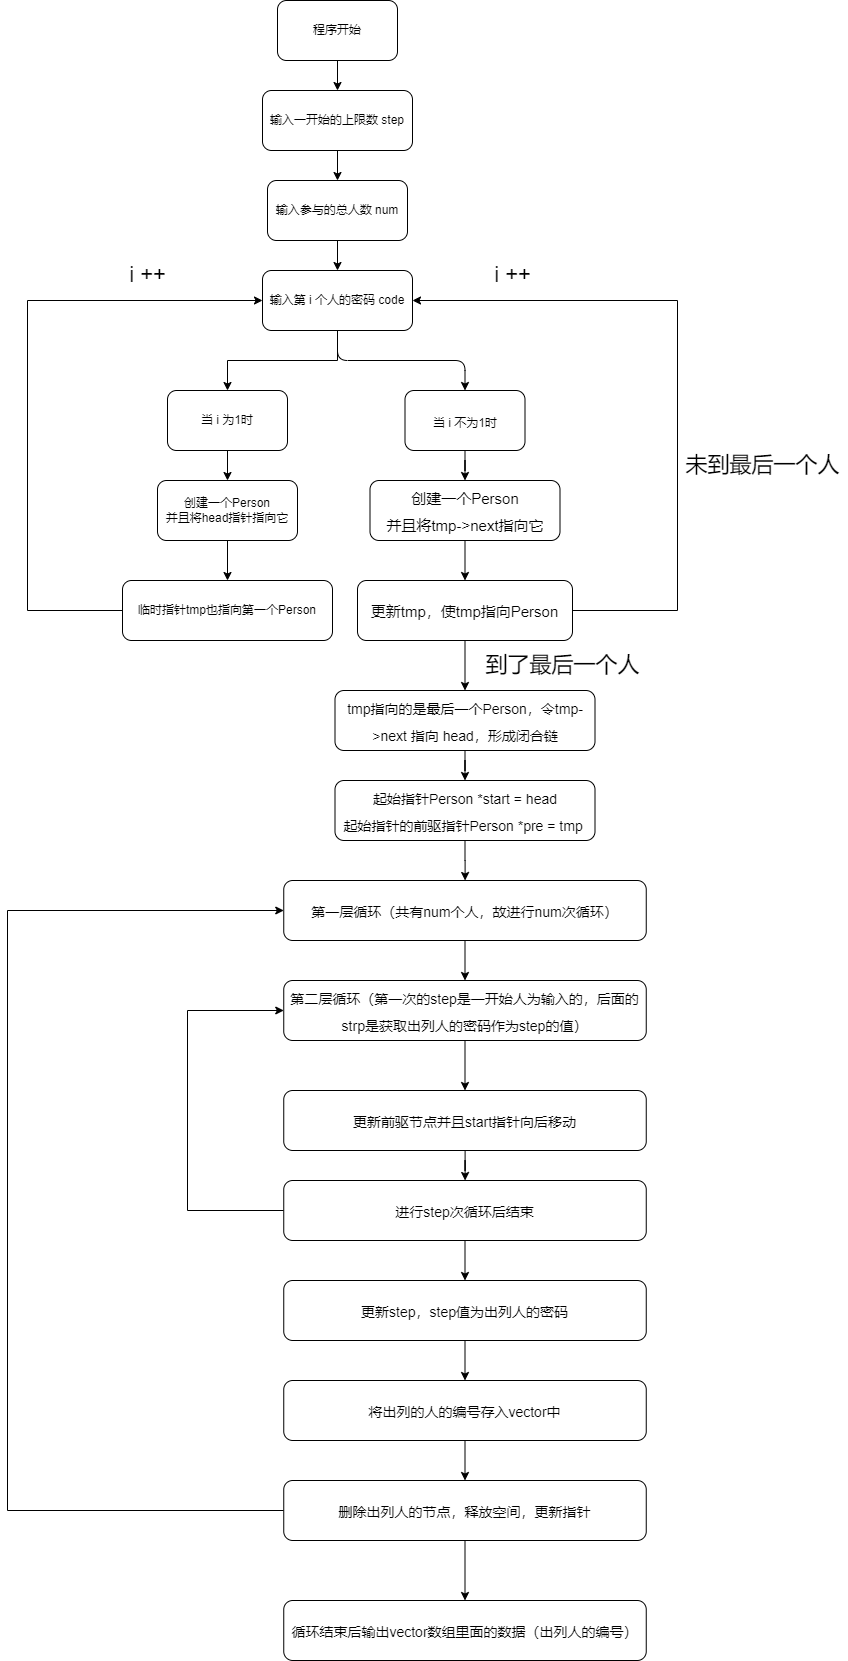 程序开始
输入一开始的上限数 step
输入参与的总人数 num
i ++
i ++
输入第 i 个人的密码 code
当 i 为1时
当 i 不为1时
未到最后一个人
创建一个Person
并且将head指针指向它
创建一个Person
并且将tmp->next指向它
临时指针tmp也指向第一个Person
更新tmp，使tmp指向Person
到了最后一个人
tmp指向的是最后一个Person，令tmp-
>next 指向 head，形成闭合链
起始指针Person *start = head
起始指针的前驱指针Person *pre = tmp
第一层循环（共有num个人，故进行num次循环）
第二层循环（第一次的step是一开始人为输入的，后面的
strp是获取出列人的密码作为step的值）
更新前驱节点并且start指针向后移动
进行step次循环后结束
更新step，step值为出列人的密码
将出列的人的编号存入vector中
删除出列人的节点，释放空间，更新指针
循环结束后输出vector数组里面的数据（出列人的编号）